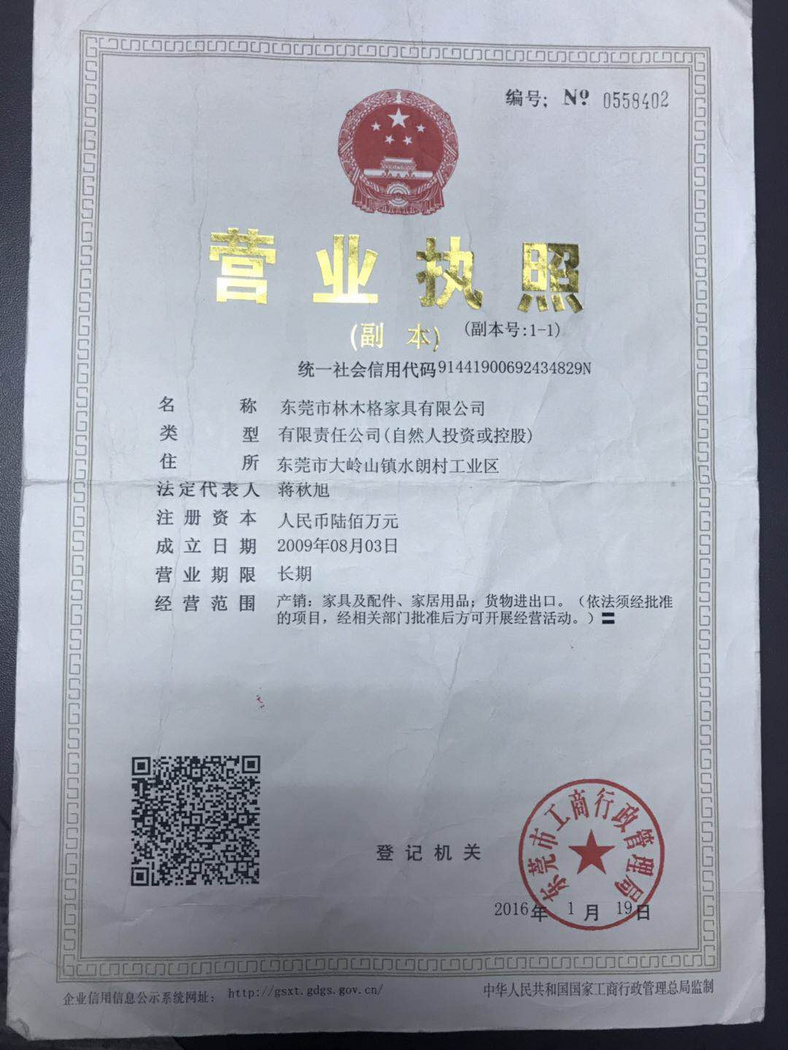 编号: Nº 0558402
营业执照
(副本) (副本号:1-1)
统一社会信用代码91441900692434829N
名称 东莞市林木格家具有限公司
类型 有限责任公司(自然人投资或控股)
住所 东莞市大岭山镇水朗村工业区
法定代表人 蒋秋旭
注册资本 人民币陆佰万元
成立日期 2009年08月03日
营业期限 长期
经营范围 产销：家具及配件、家居用品；货物进出口。（依法须经批准
的项目，经相关部门批准后方可开展经营活动。）〓
东莞市工商行政管理局
登记机关
2016年1月19日
企业信用信息公示系统网址： http://gsxt.gdgs.gov.cn/ 中华人民共和国国家工商行政管理总局监制